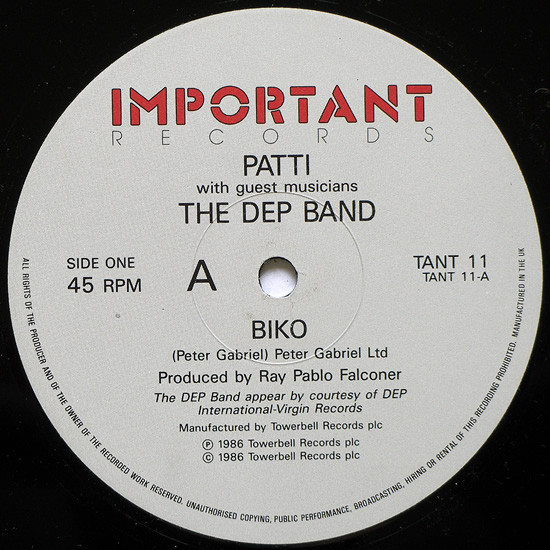 IMPORTANT
RECORDS
PATTI
with guest musicians
THE DEP BAND
SIDE ONE
45 RPM
A
TANT 11
TANT 11-A
BIKO
(Peter Gabriel) Peter Gabriel Ltd
Produced by Ray Pablo Falconer
The DEP Band appear by courtesy of DEP
International-Virgin Records
Manufactured by Towerbell Records plc
℗ 1986 Towerbell Records plc
© 1986 Towerbell Records plc
ALL RIGHTS OF THE PRODUCER AND OF THE OWNER OF THE RECORDED WORK RESERVED. UNAUTHORISED COPYING, PUBLIC PERFORMANCE, BROADCASTING, HIRING OR RENTAL OF THIS RECORDING PROHIBITED. MANUFACTURED IN THE UK